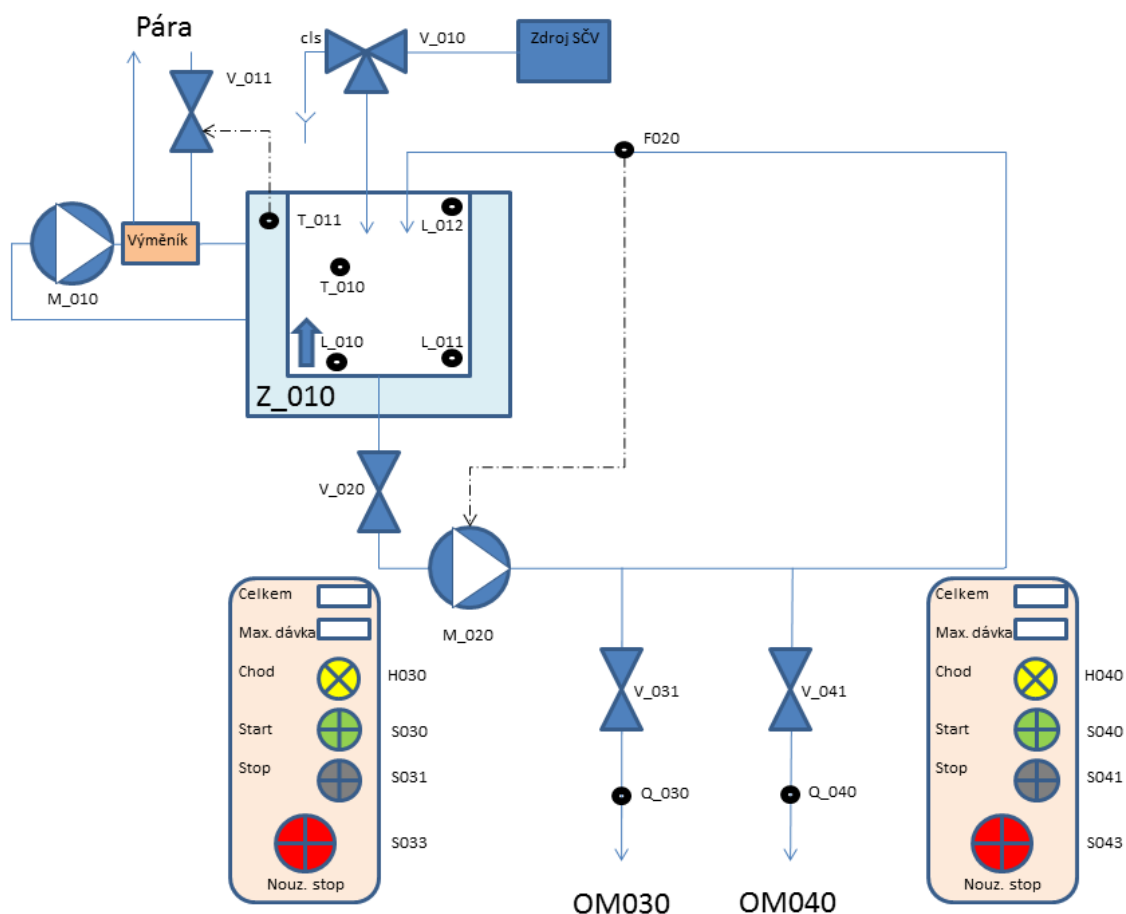 Pára
cls
V_010
Zdroj SČV
V_011
F020
T_011
L_012
Výměník
T_010
M_010
L_010
L_011
Z_010
V_020
M_020
Celkem
Max. dávka
Chod
H030
Start
S030
Stop
S031
S033
Nouz. stop
V_031
V_041
Q_030
Q_040
OM030
OM040
Celkem
Max. dávka
Chod
H040
Start
S040
Stop
S041
S043
Nouz. stop